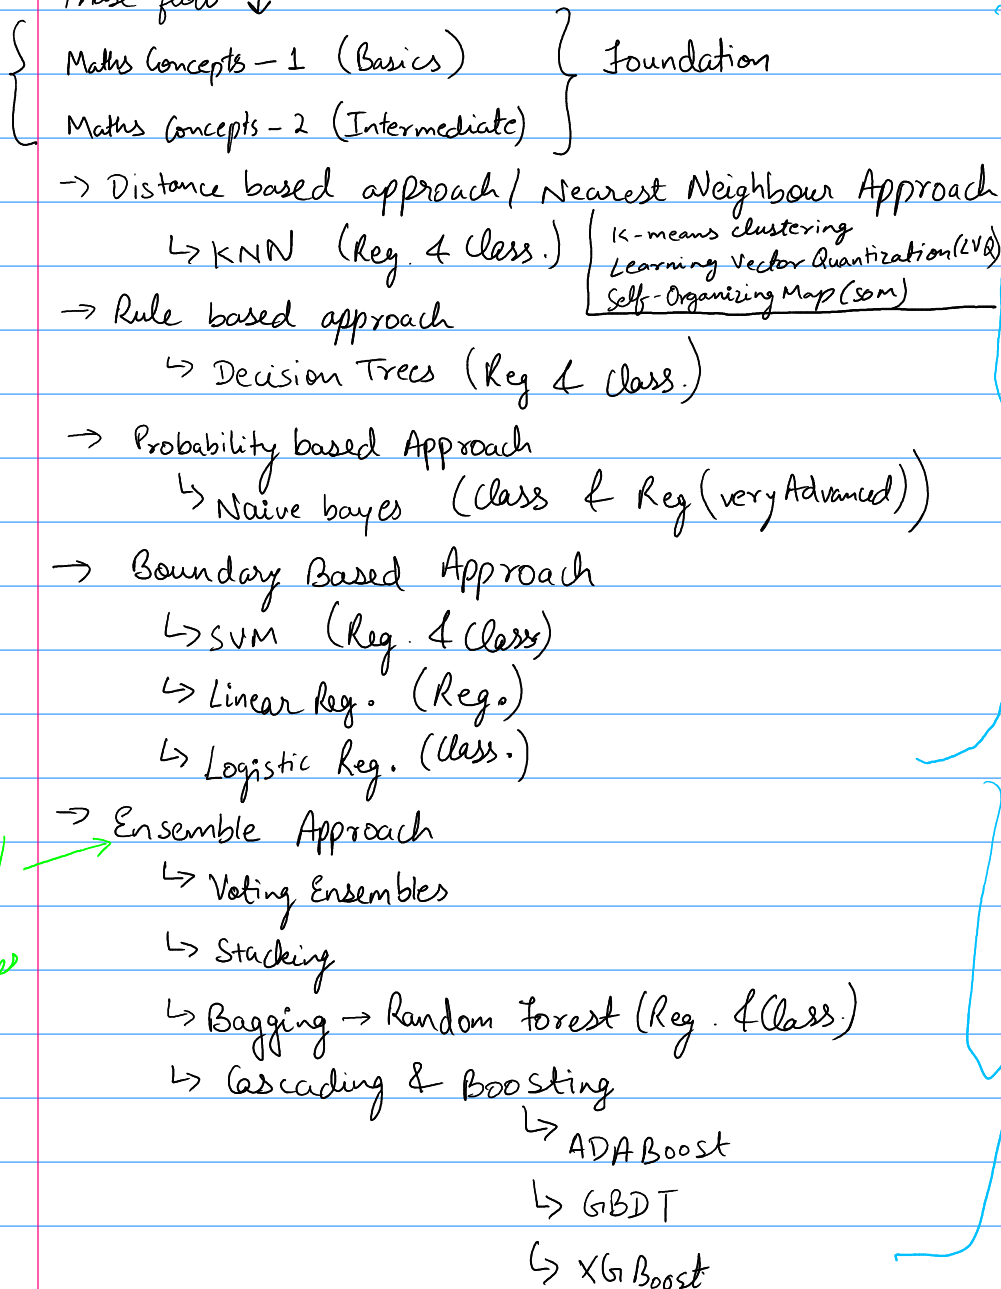 flow ↓
Maths Concepts - 1 (Basics) } Foundation
Maths Concepts - 2 (Intermediate)
→ Distance based approach / Nearest Neighbour Approach
↳ KNN (Reg. & Class.)
K-means clustering
Learning Vector Quantization (LVQ)
Self-Organizing Map (SOM)
→ Rule based approach
↳ Decision Trees (Reg & Class.)
→ Probability based Approach
↳ Naive bayes (Class & Reg (very Advanced))
→ Boundary Based Approach
↳ SVM (Reg. & Class)
↳ Linear Reg. (Reg.)
↳ Logistic Reg. (Class.)
→ Ensemble Approach
↳ Voting Ensembles
↳ Stacking
↳ Bagging → Random Forest (Reg. & Class.)
↳ Cascading & Boosting
↳ ADABoost
↳ GBDT
↳ XGBoost